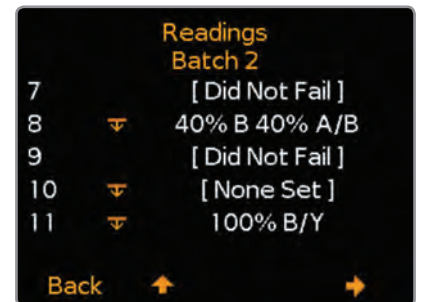 Readings
Batch 2
7 [ Did Not Fail ]
8 40% B 40% A/B
9 [ Did Not Fail ]
10 [ None Set ]
11 100% B/Y
Back